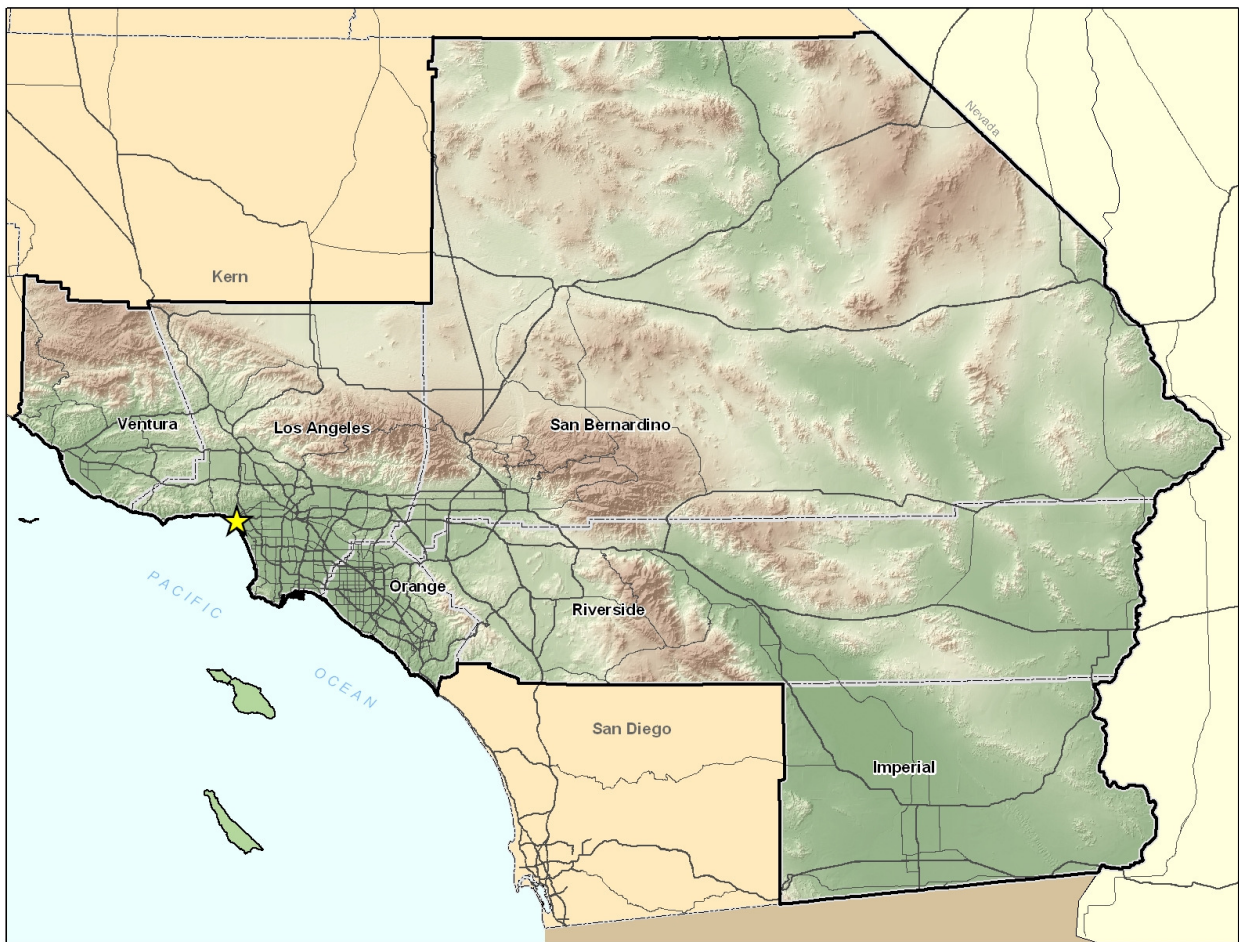 Nevada
Kern
Ventura
Los Angeles
San Bernardino
PACIFIC
Orange
Riverside
OCEAN
San Diego
Imperial